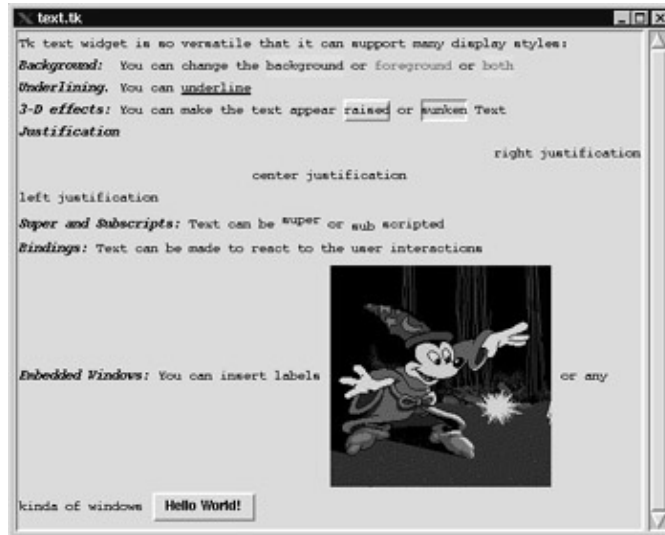 text.tk
Tk text widget is so versatile that it can support many display styles:
Background: You can change the background or foreground or both
Underlining. You can underline
3-D effects: You can make the text appear raised or sunken Text
Justification
right justification
center justification
left justification
Super and Subscripts: Text can be super or sub scripted
Bindings: Text can be made to react to the user interactions
Embedded Windows: You can insert labels or any
kinds of windows Hello World!